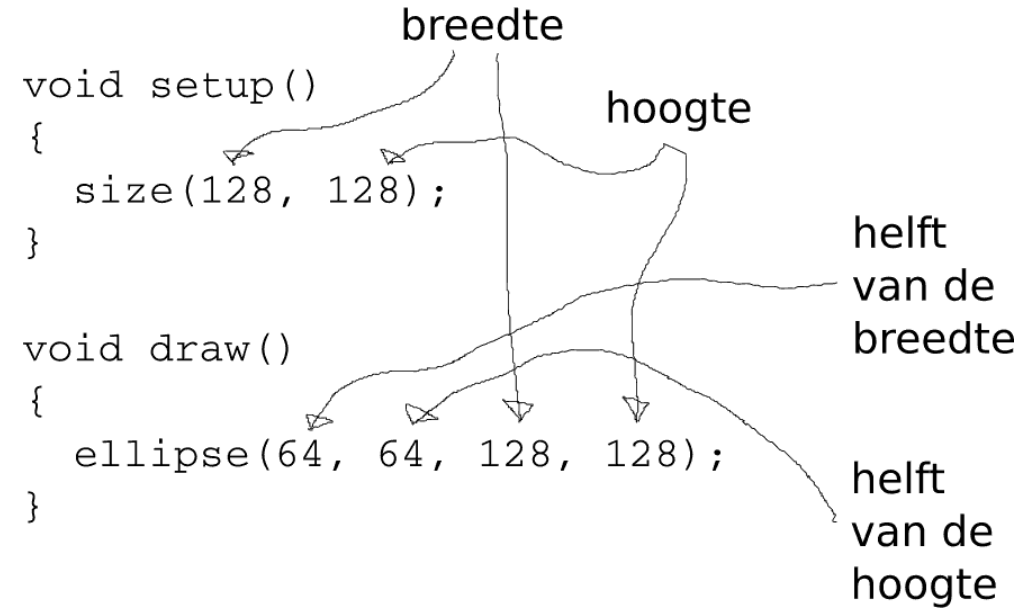 breedte
void setup()
hoogte
{
size(128, 128);
}
helft
van de
breedte
void draw()
{
ellipse(64, 64, 128, 128);
}
helft
van de
hoogte